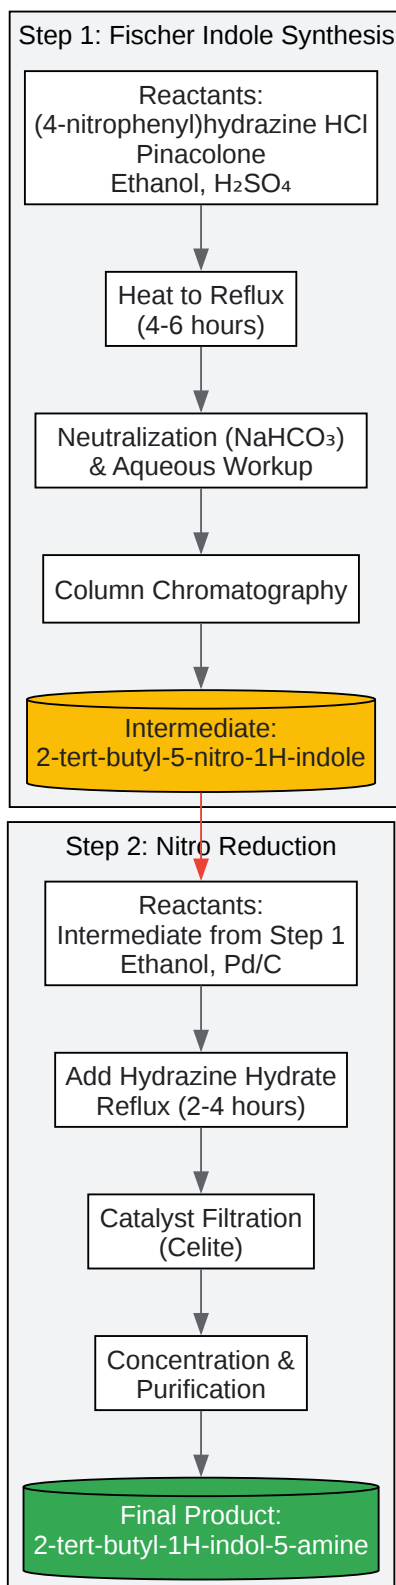 Step 1: Fischer Indole Synthesis
Reactants:
(4-nitrophenyl)hydrazine HCl
Pinacolone
Ethanol, H₂SO₄
Heat to Reflux
(4-6 hours)
Neutralization (NaHCO₃)
& Aqueous Workup
Column Chromatography
Intermediate:
2-tert-butyl-5-nitro-1H-indole
Step 2: Nitro Reduction
Reactants:
Intermediate from Step 1
Ethanol, Pd/C
Add Hydrazine Hydrate
Reflux (2-4 hours)
Catalyst Filtration
(Celite)
Concentration &
Purification
Final Product:
2-tert-butyl-1H-indol-5-amine